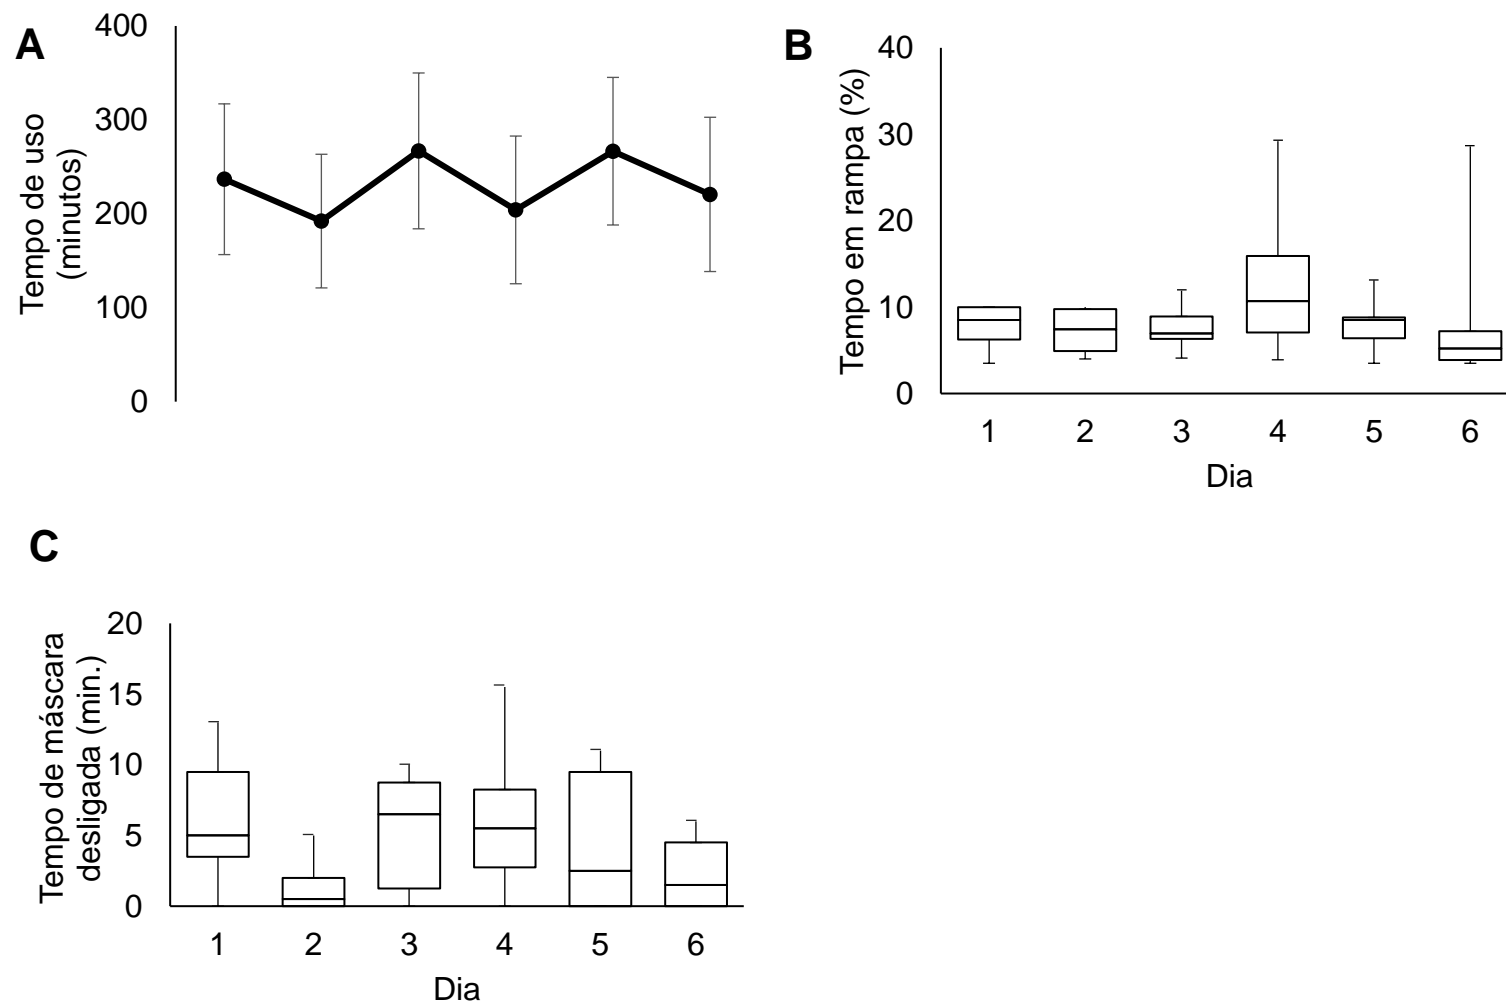 A
Tempo de uso
(minutos)
400
300
200
100
0
B
Tempo em rampa (%)
40
30
20
10
0
1 2 3 4 5 6
Dia
C
Tempo de máscara
desligada (min.)
20
15
10
5
0
1 2 3 4 5 6
Dia